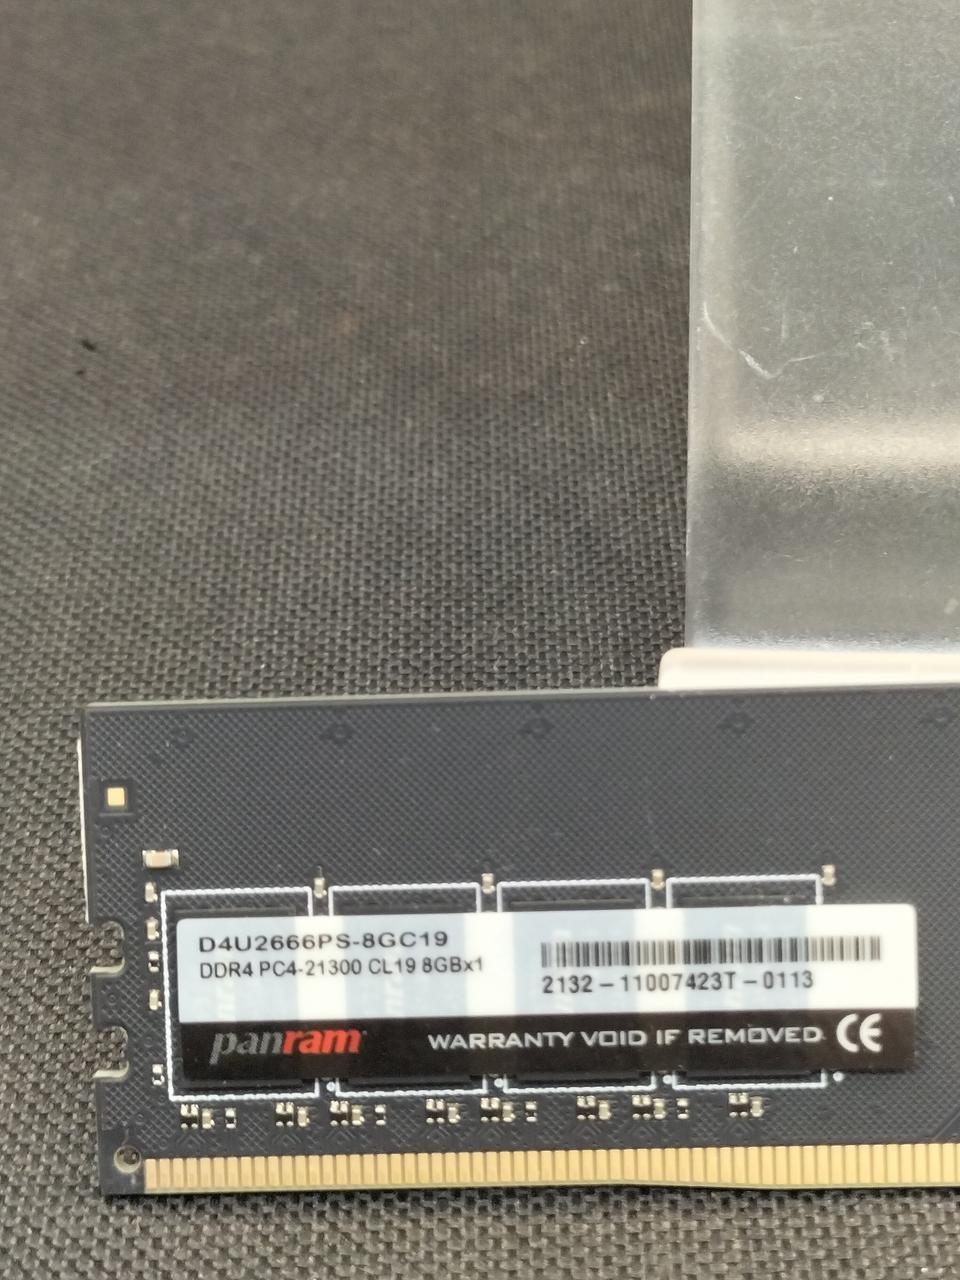 D4U2666PS-8GC19
DDR4 PC4-21300 CL19 8GBx1
2132 - 11007423T - 0113
panram
WARRANTY VOID IF REMOVED CE